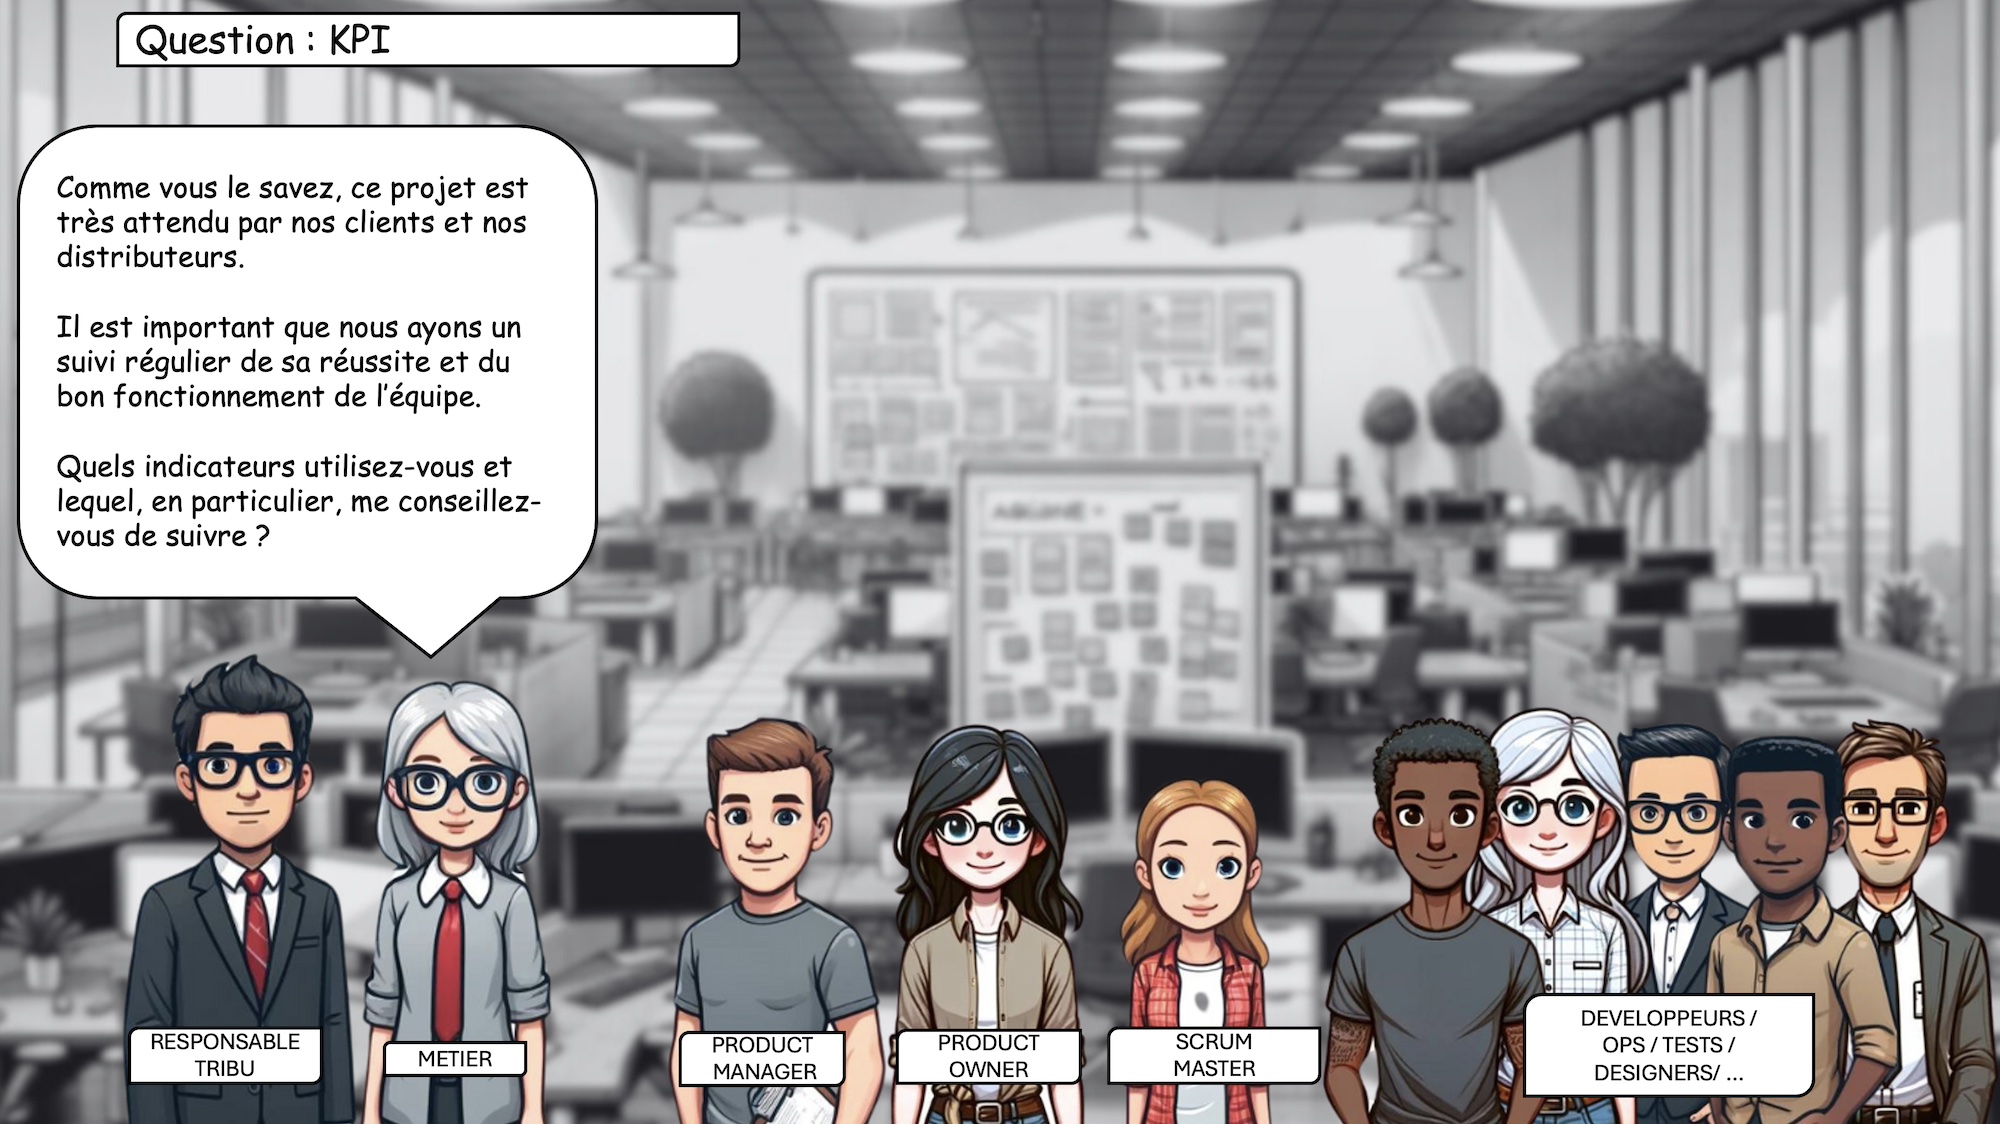 Question : KPI
Comme vous le savez, ce projet est
très attendu par nos clients et nos
distributeurs.
Il est important que nous ayons un
suivi régulier de sa réussite et du
bon fonctionnement de l'équipe.
Quels indicateurs utilisez-vous et
lequel, en particulier, me conseillez-
vous de suivre ?
RESPONSABLE
TRIBU
METIER
PRODUCT
MANAGER
PRODUCT
OWNER
SCRUM
MASTER
DEVELOPPEURS /
OPS / TESTS /
DESIGNERS/ ...